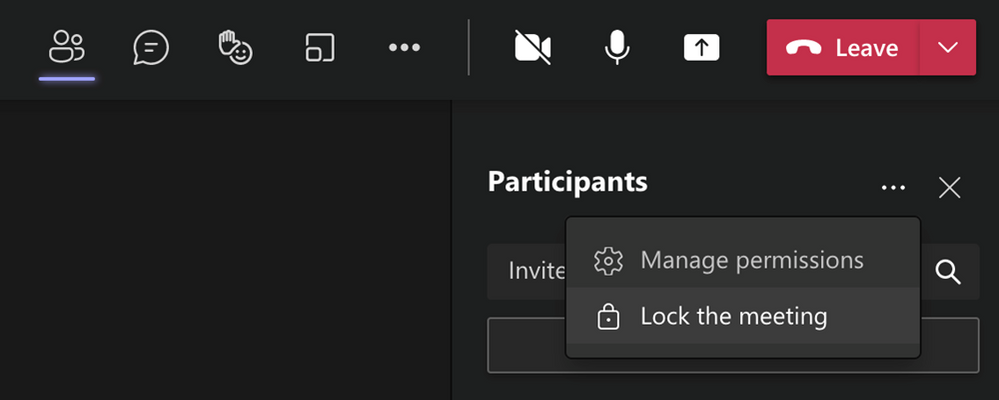 Leave
Participants
Manage permissions
Invite
Lock the meeting